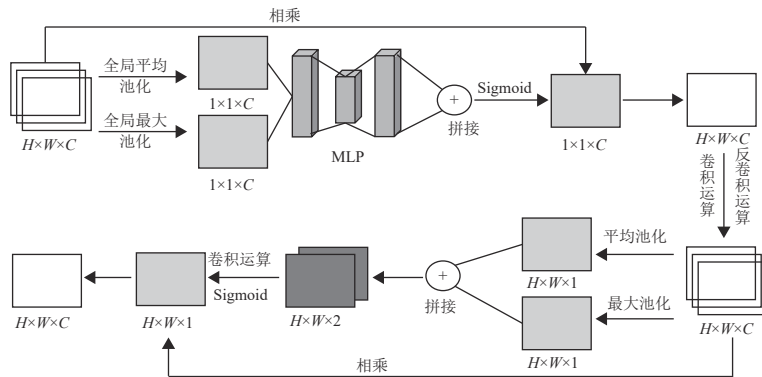 相乘
全局平均
池化
全局最大
池化
H×W×C
1×1×C
1×1×C
MLP
+
拼接
Sigmoid
1×1×C
H×W×C
卷积运算
反卷积运算
平均池化
最大池化
H×W×1
H×W×1
H×W×C
+
拼接
H×W×2
卷积运算
Sigmoid
H×W×1
H×W×C
相乘